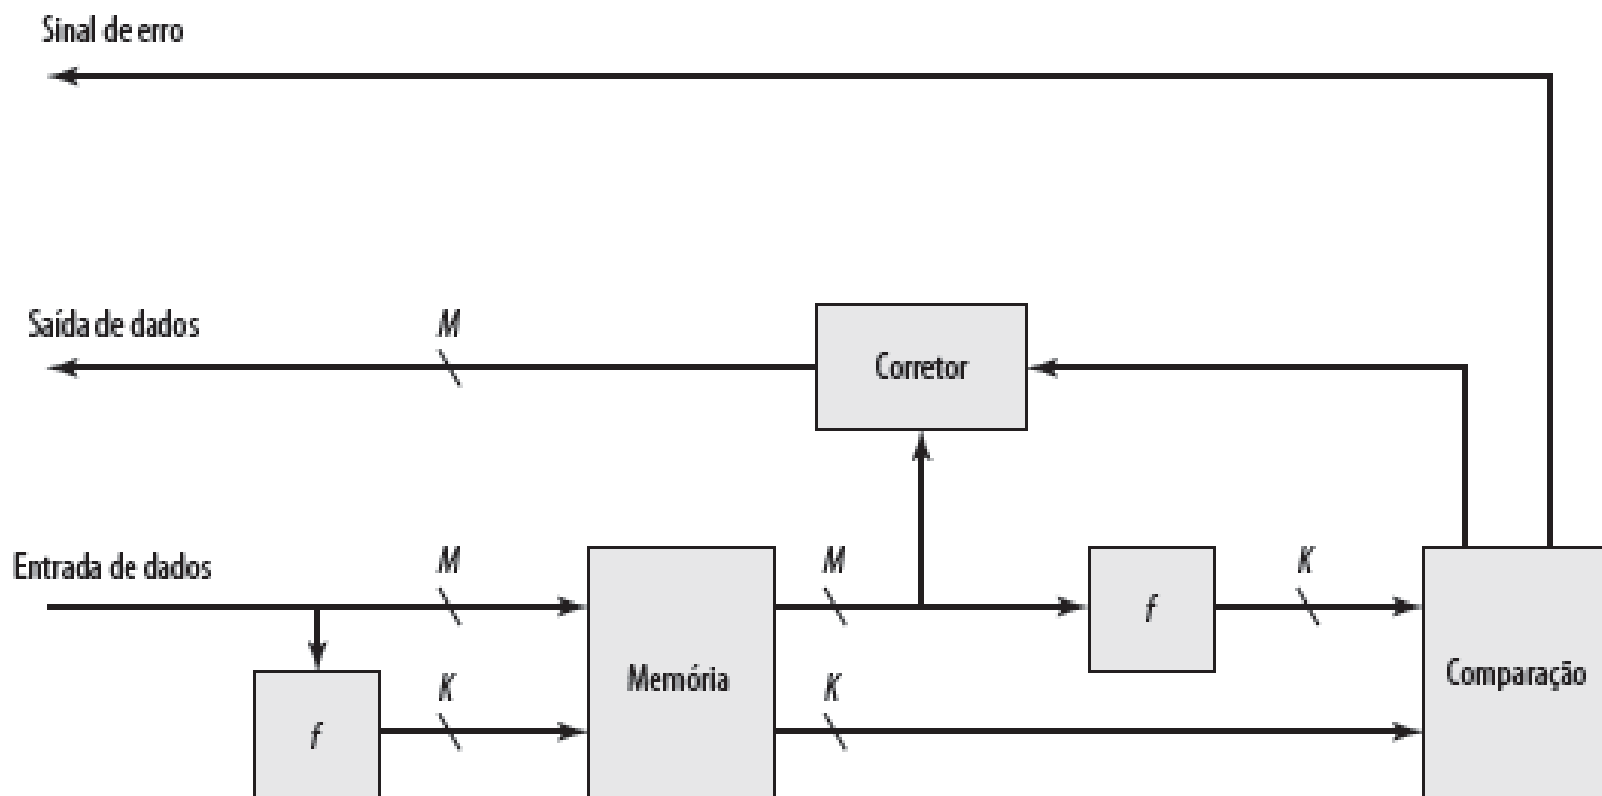 Sinal de erro
Saída de dados
M
Corretor
Entrada de dados
M
M
K
f
Memória
Comparação
K
K
f